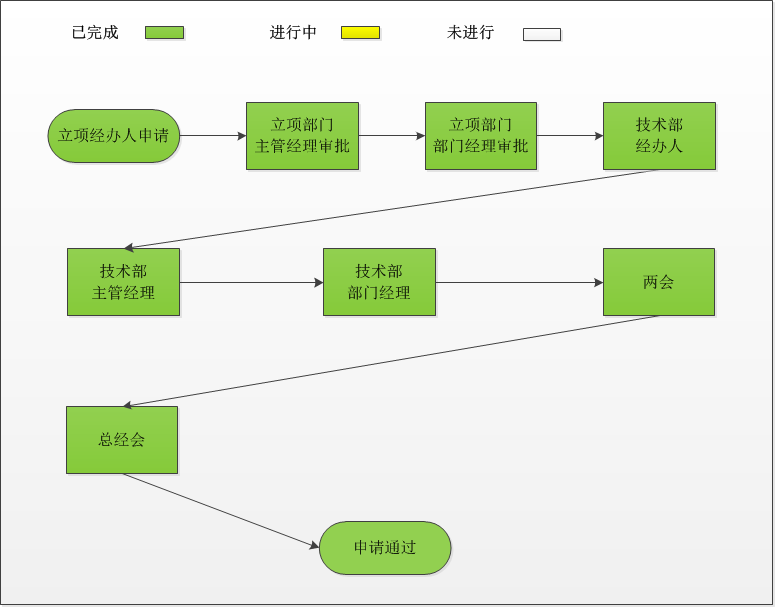 已完成
进行中
未进行
立项经办人申请
立项部门
主管经理审批
立项部门
部门经理审批
技术部
经办人
技术部
主管经理
技术部
部门经理
两会
总经会
申请通过